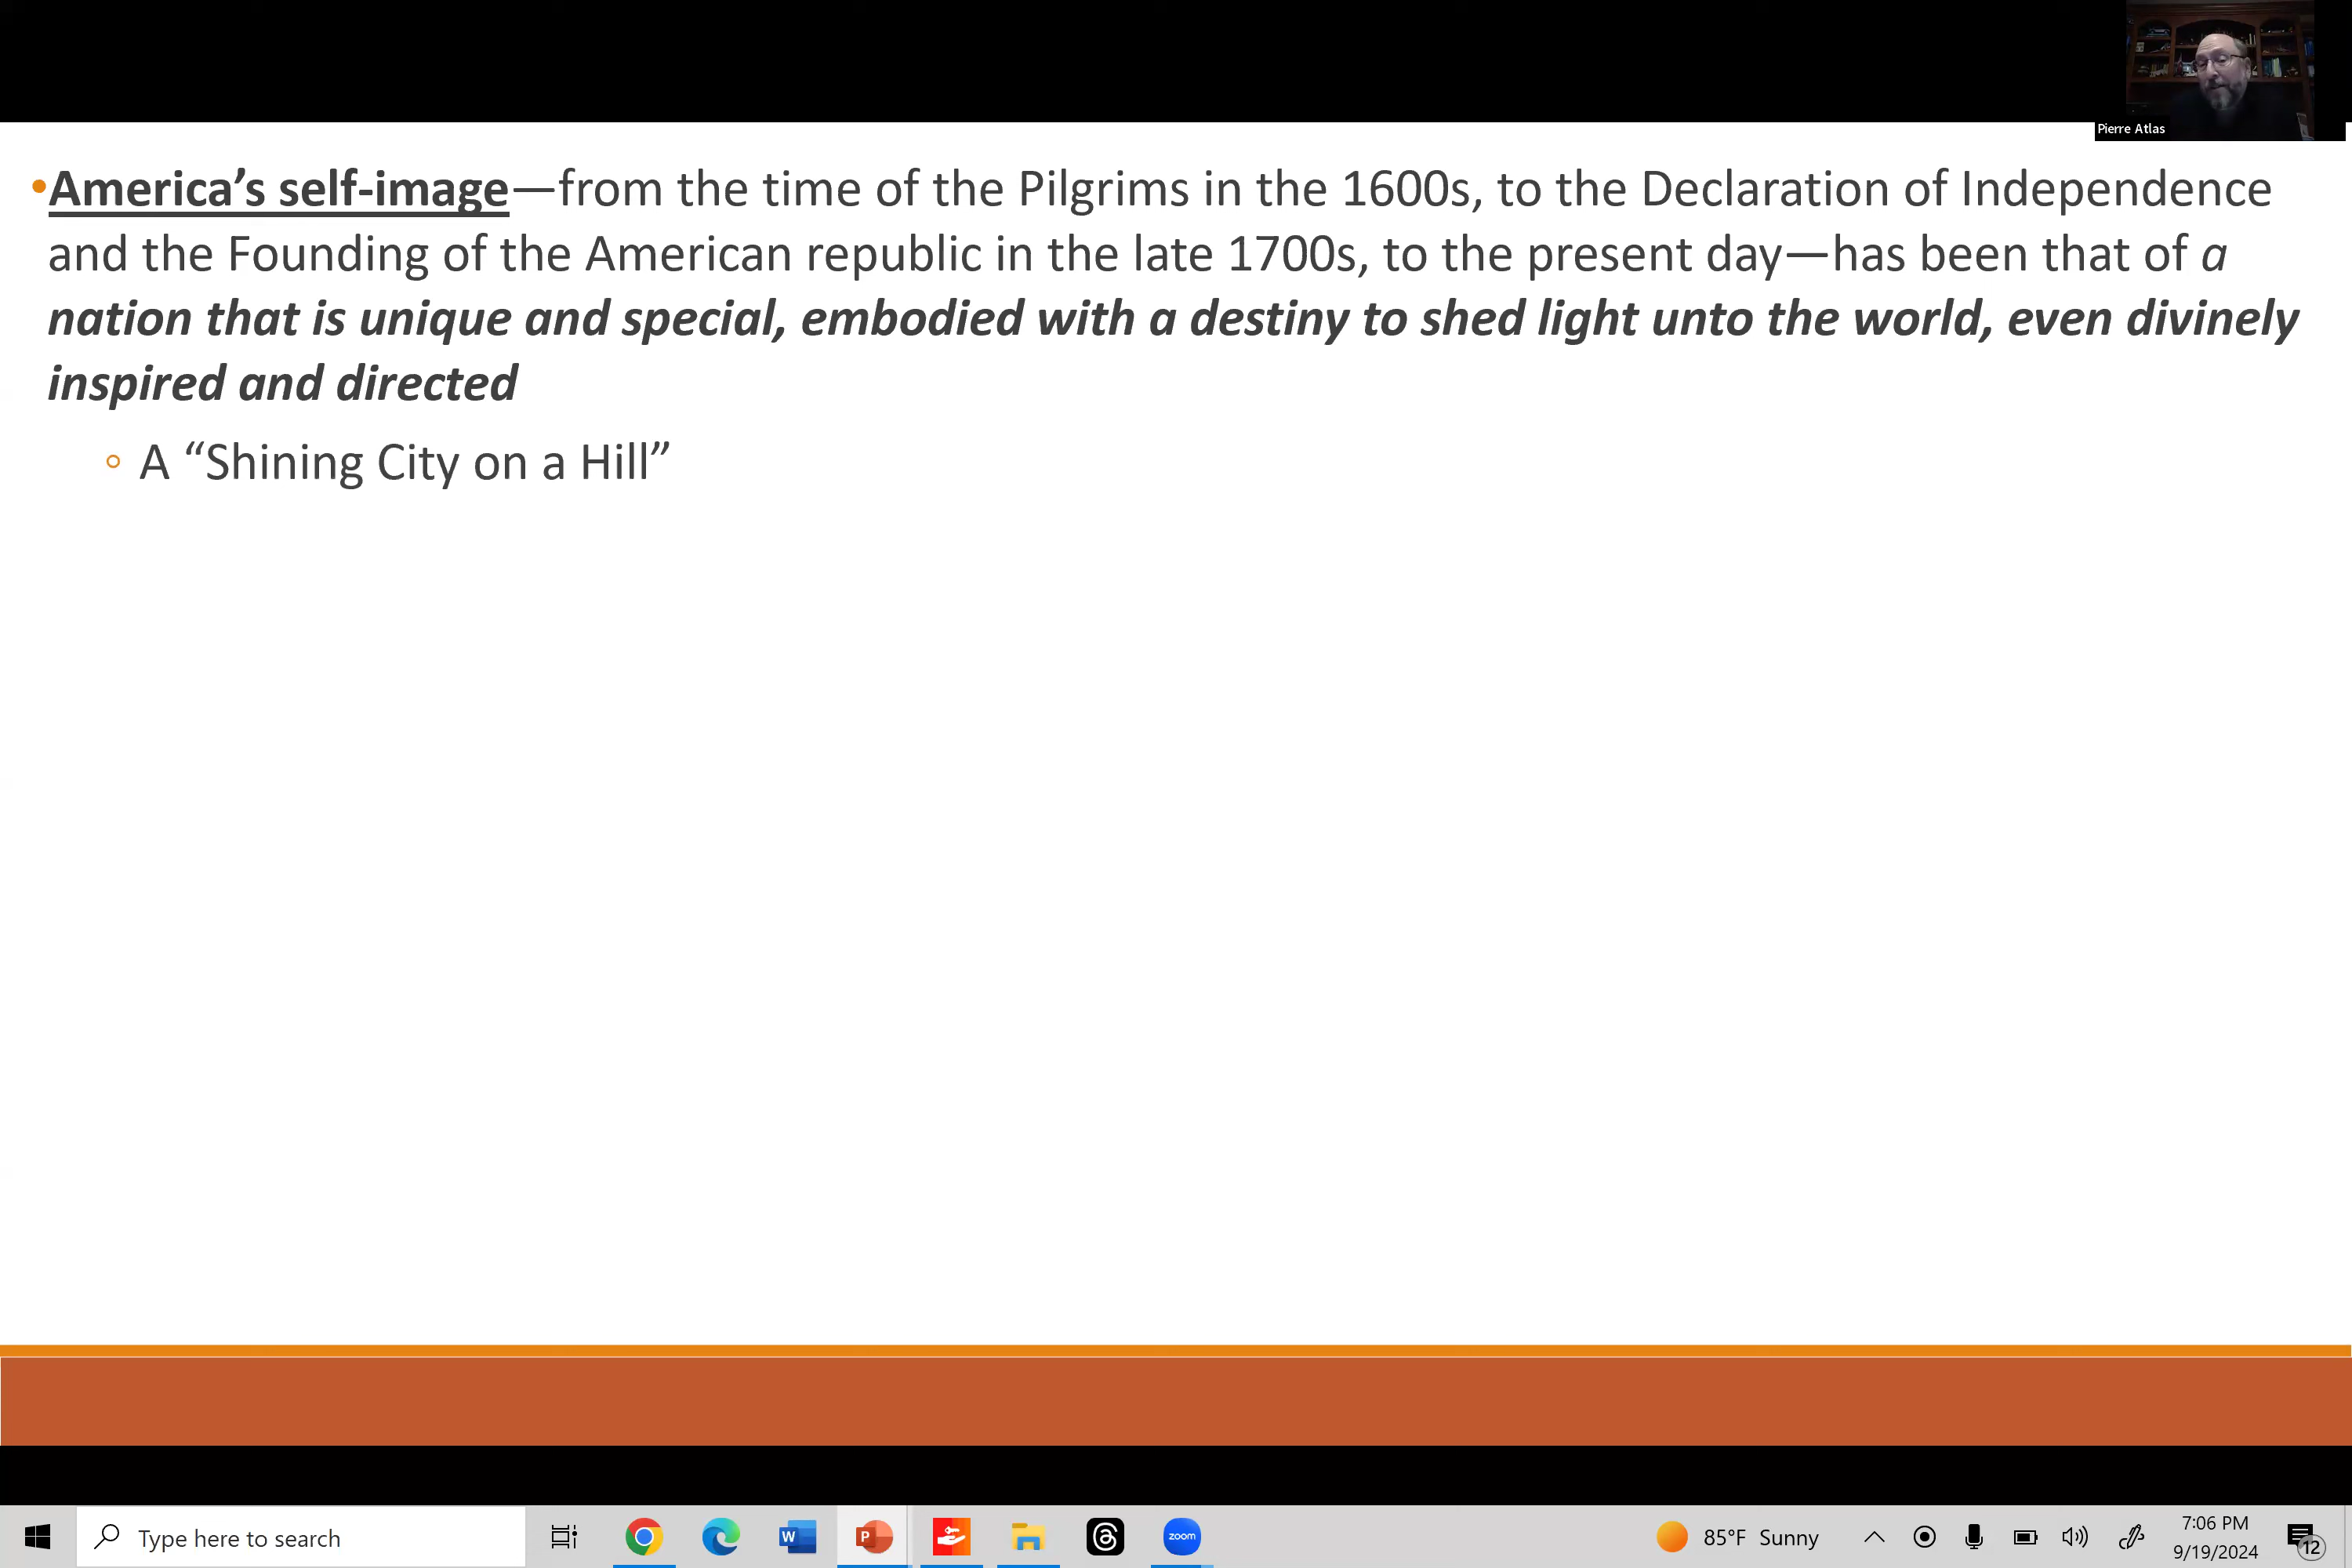 Pierre Atlas
•America’s self-image—from the time of the Pilgrims in the 1600s, to the Declaration of Independence
and the Founding of the American republic in the late 1700s, to the present day—has been that of a
nation that is unique and special, embodied with a destiny to shed light unto the world, even divinely
inspired and directed
◦ A “Shining City on a Hill”
Type here to search
W
P
zoom
85°F Sunny
7:06 PM
9/19/2024
12